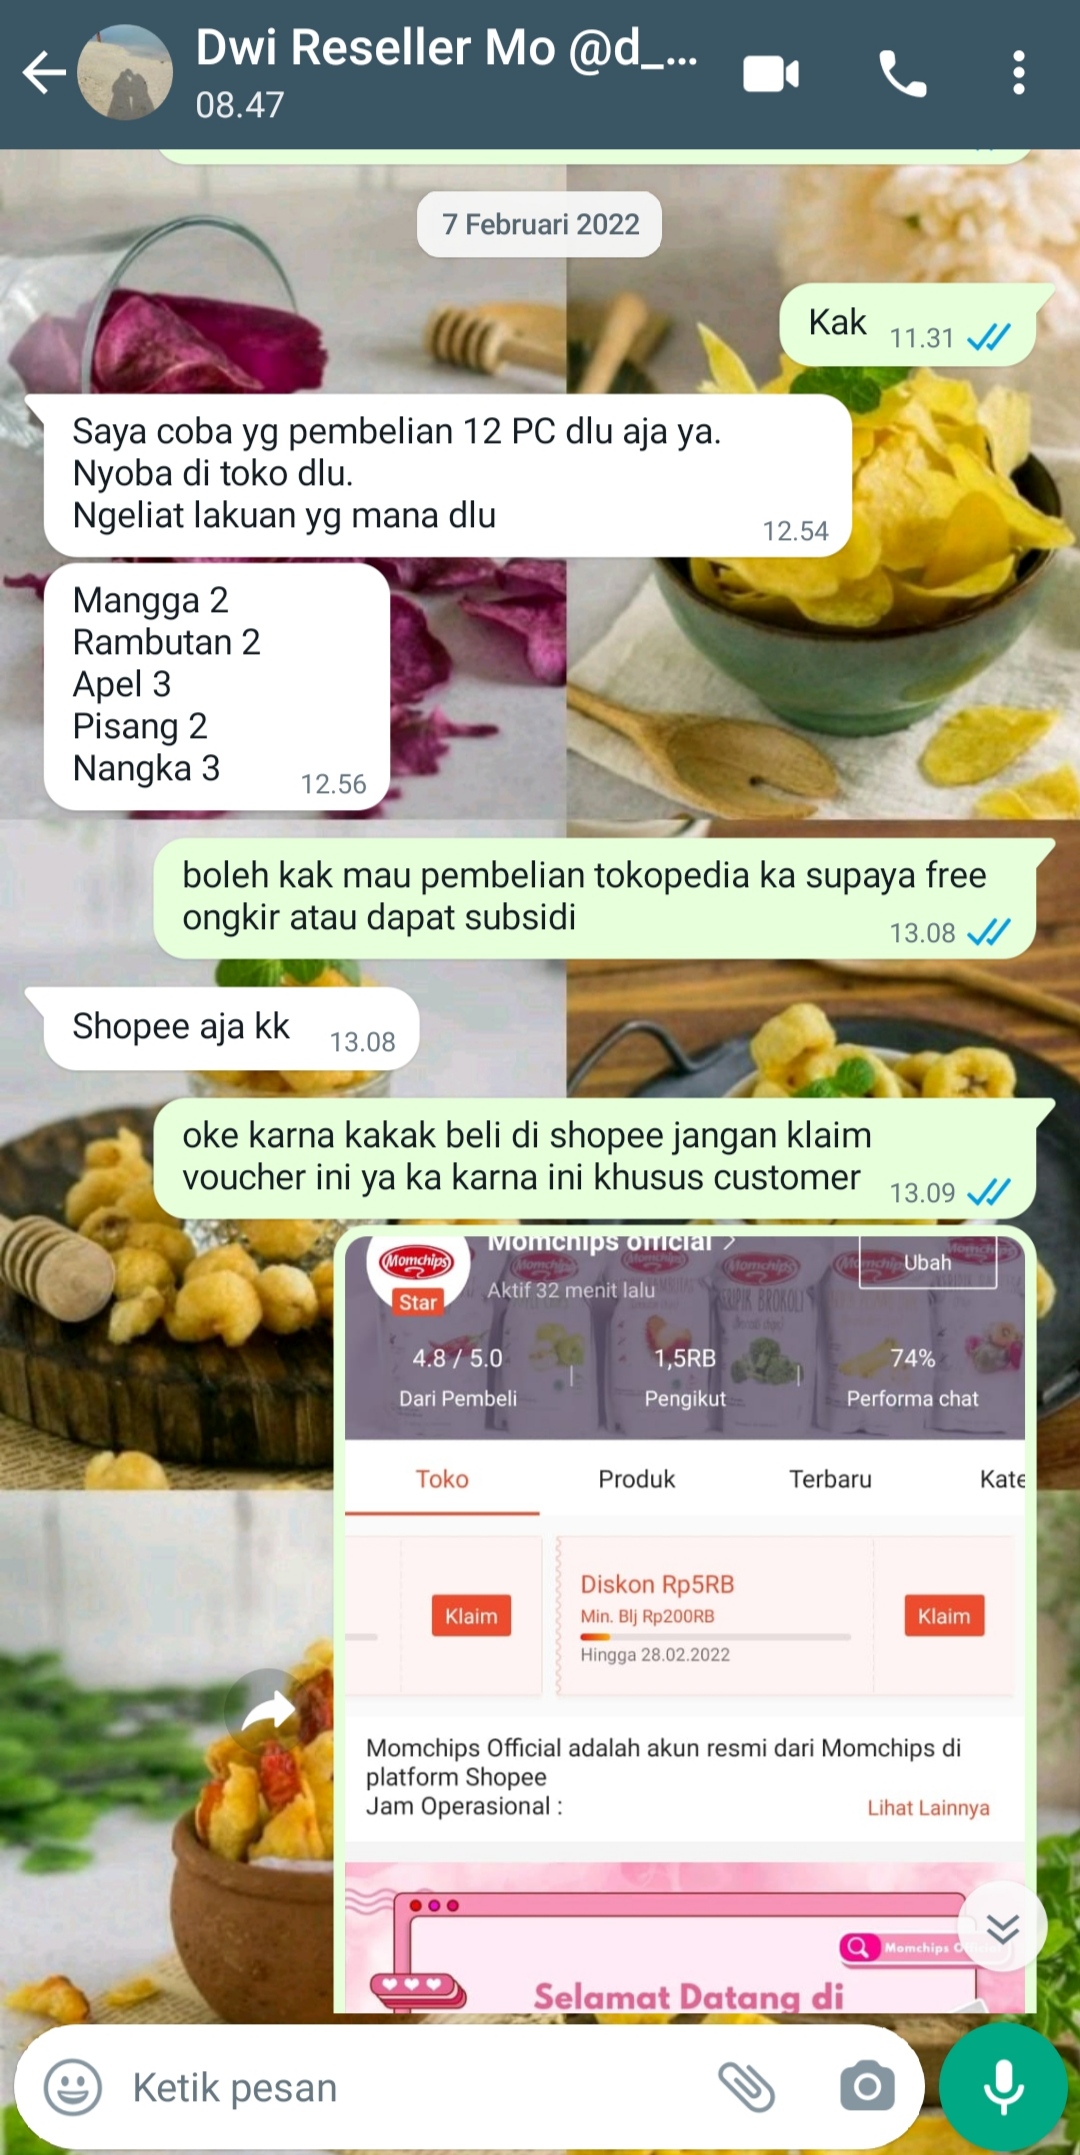 Dwi Reseller Mo @d_...
08.47
7 Februari 2022
Kak 11.31
Saya coba yg pembelian 12 PC dlu aja ya.
Nyoba di toko dlu.
Ngeliat lakuan yg mana dlu
12.54
Mangga 2
Rambutan 2
Apel 3
Pisang 2
Nangka 3
12.56
boleh kak mau pembelian tokopedia ka supaya free
ongkir atau dapat subsidi
13.08
Shopee aja kk 13.08
oke karna kakak beli di shopee jangan klaim
voucher ini ya ka karna ini khusus customer
13.09
Momchips official >
Momchips
Star
Aktif 32 menit lalu
Ubah
4.8 / 5.0
Dari Pembeli
1,5RB
Pengikut
74%
Performa chat
Toko Produk Terbaru Kate
Klaim
Diskon Rp5RB
Min. Blj Rp200RB
Hingga 28.02.2022
Klaim
Momchips Official adalah akun resmi dari Momchips di
platform Shopee
Jam Operasional :
Lihat Lainnya
Momchips
Selamat Datang di
Ketik pesan